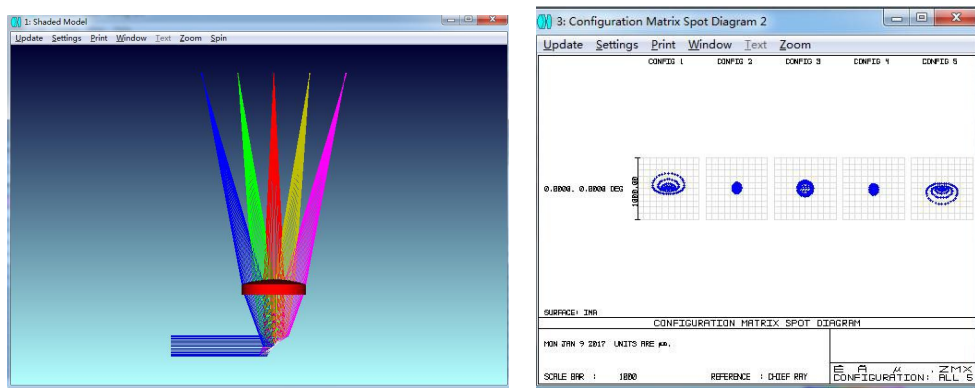 1: Shaded Model
Update Settings Print Window Text Zoom Spin
3: Configuration Matrix Spot Diagram 2
Update Settings Print Window Text Zoom
CONFIG 1 CONFIG 2 CONFIG 3 CONFIG 4 CONFIG 5
0.0000, 0.0000 DEG
1000.00
SURFACE: IMA
CONFIGURATION MATRIX SPOT DIAGRAM
MON JAN 9 2017 UNITS ARE µm.
SCALE BAR : 1000 REFERENCE : CHIEF RAY
E A µ .ZMX
CONFIGURATION: ALL 5